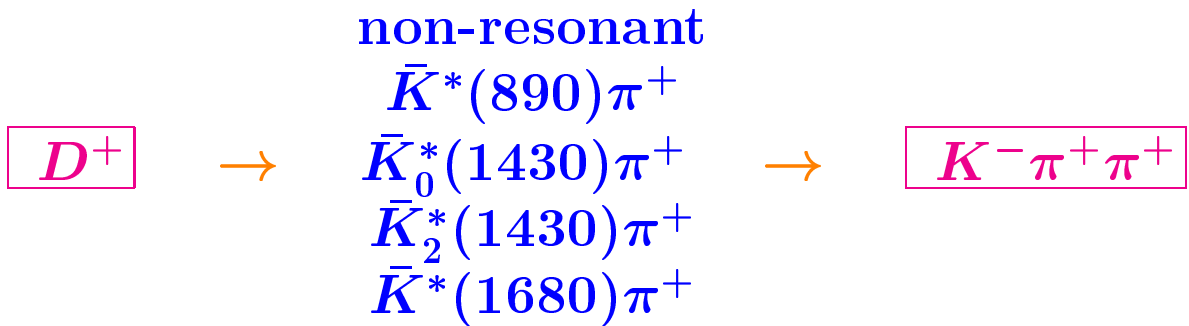 non-resonant
K̄*(890)π⁺
D⁺ → K̄₀*(1430)π⁺ → K⁻π⁺π⁺
K̄₂*(1430)π⁺
K̄*(1680)π⁺